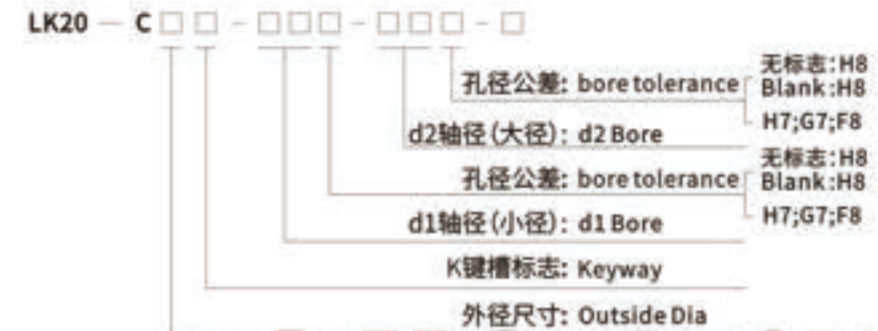 LK20 — C□□-□□□-□□□-□
无标志:H8
孔径公差: bore tolerance Blank:H8
H7;G7;F8
d2轴径(大径): d2 Bore
无标志:H8
孔径公差: bore tolerance Blank:H8
H7;G7;F8
d1轴径(小径): d1 Bore
K键槽标志: Keyway
外径尺寸: Outside Dia